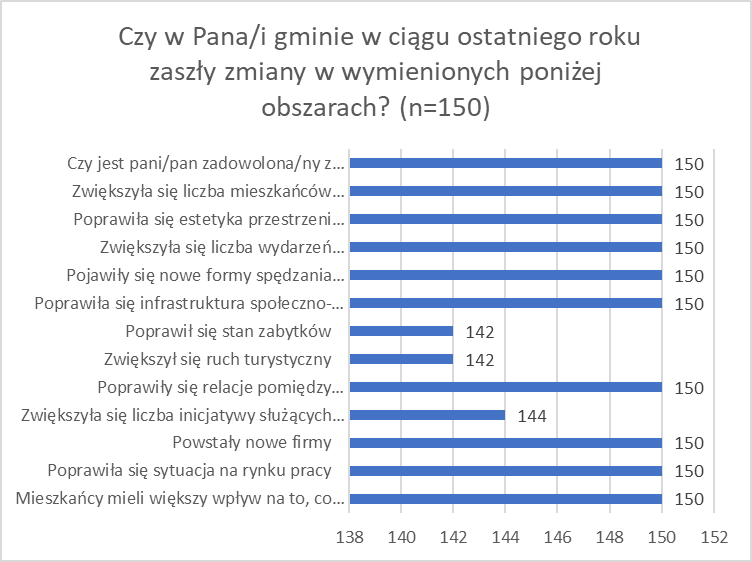 Czy w Pana/i gminie w ciągu ostatniego roku
zaszły zmiany w wymienionych poniżej
obszarach? (n=150)
Czy jest pani/pan zadowolona/ny z... 150
Zwiększyła się liczba mieszkańców... 150
Poprawiła się estetyka przestrzeni... 150
Zwiększyła się liczba wydarzeń... 150
Pojawiły się nowe formy spędzania... 150
Poprawiła się infrastruktura społeczno-... 150
Poprawił się stan zabytków 142
Zwiększył się ruch turystyczny 142
Poprawiły się relacje pomiędzy... 150
Zwiększyła się liczba inicjatywy służących... 144
Powstały nowe firmy 150
Poprawiła się sytuacja na rynku pracy 150
Mieszkańcy mieli większy wpływ na to, co... 150
138 140 142 144 146 148 150 152